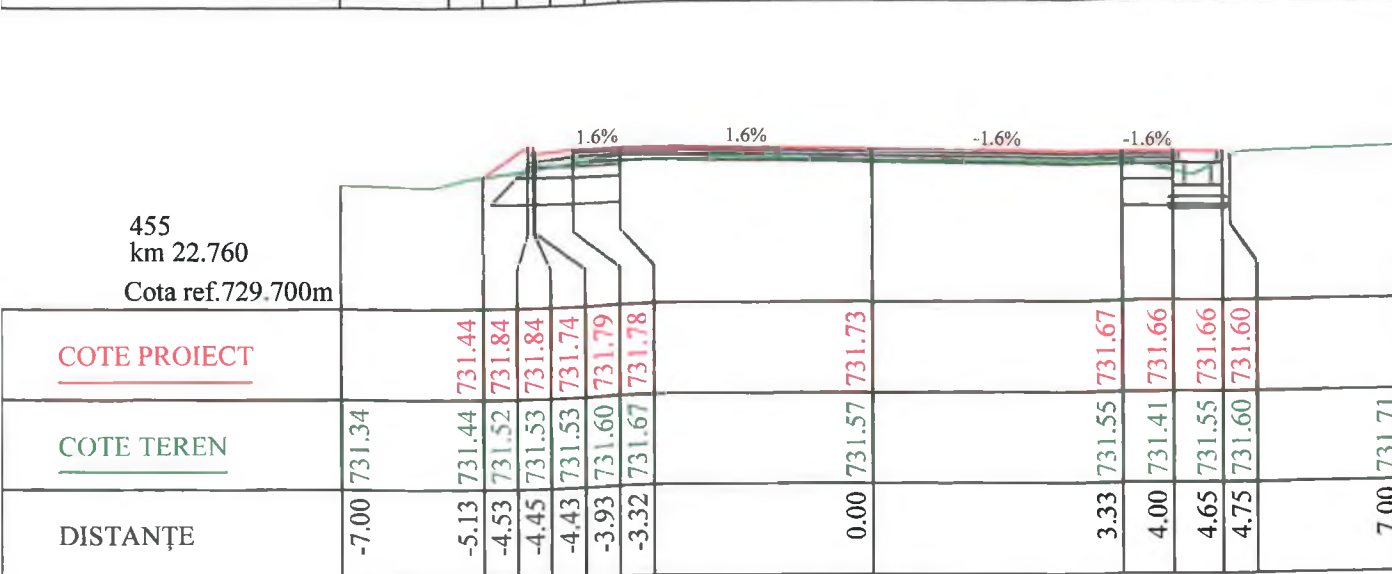 1.6% 1.6% -1.6% -1.6%
455
km 22.760
Cota ref.729.700m
COTE PROIECT 731.44 731.84 731.84 731.74 731.79 731.78 731.73 731.67 731.66 731.66 731.60
COTE TEREN 731.34 731.44 731.52 731.53 731.53 731.60 731.67 731.57 731.55 731.41 731.55 731.60 731.71
DISTANȚE -7.00 -5.13 -4.53 -4.45 -4.43 -3.93 -3.32 0.00 3.33 4.00 4.65 4.75 7.00